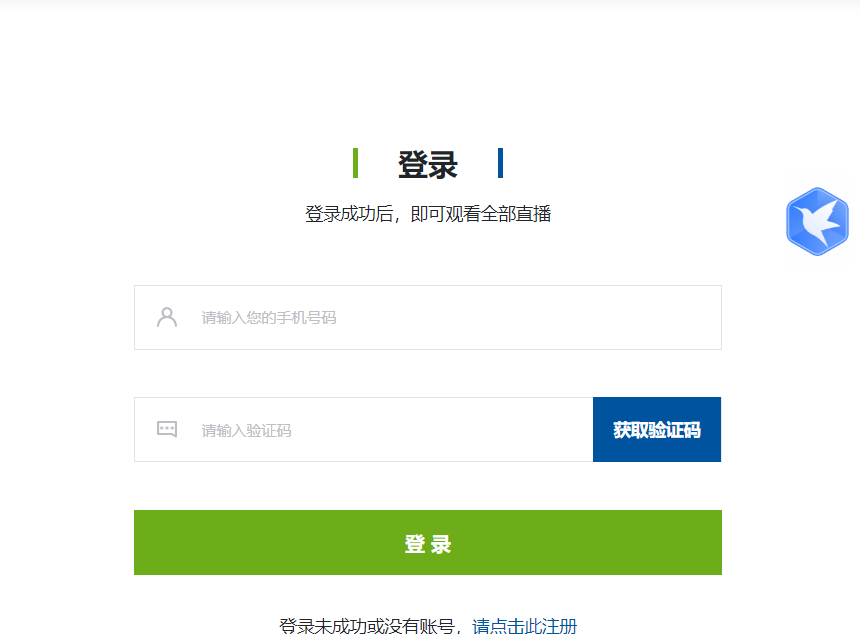 登录
登录成功后，即可观看全部直播
请输入您的手机号码
请输入验证码
获取验证码
登 录
登录未成功或没有账号，请点击此注册